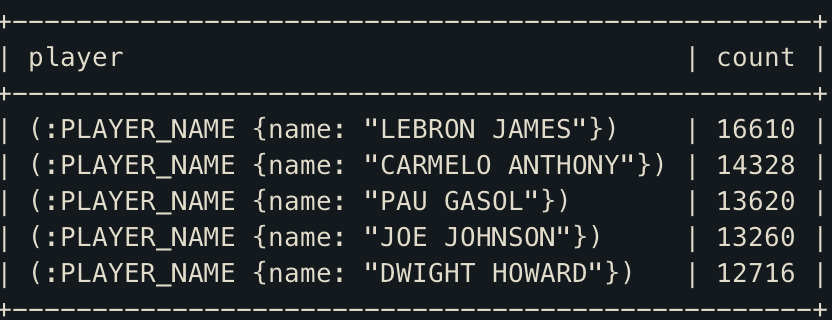 +--------------------------------------------------+
| player                                   | count |
+--------------------------------------------------+
| (:PLAYER_NAME {name: "LEBRON JAMES"})    | 16610 |
| (:PLAYER_NAME {name: "CARMELO ANTHONY"}) | 14328 |
| (:PLAYER_NAME {name: "PAU GASOL"})       | 13620 |
| (:PLAYER_NAME {name: "JOE JOHNSON"})     | 13260 |
| (:PLAYER_NAME {name: "DWIGHT HOWARD"})   | 12716 |
+--------------------------------------------------+